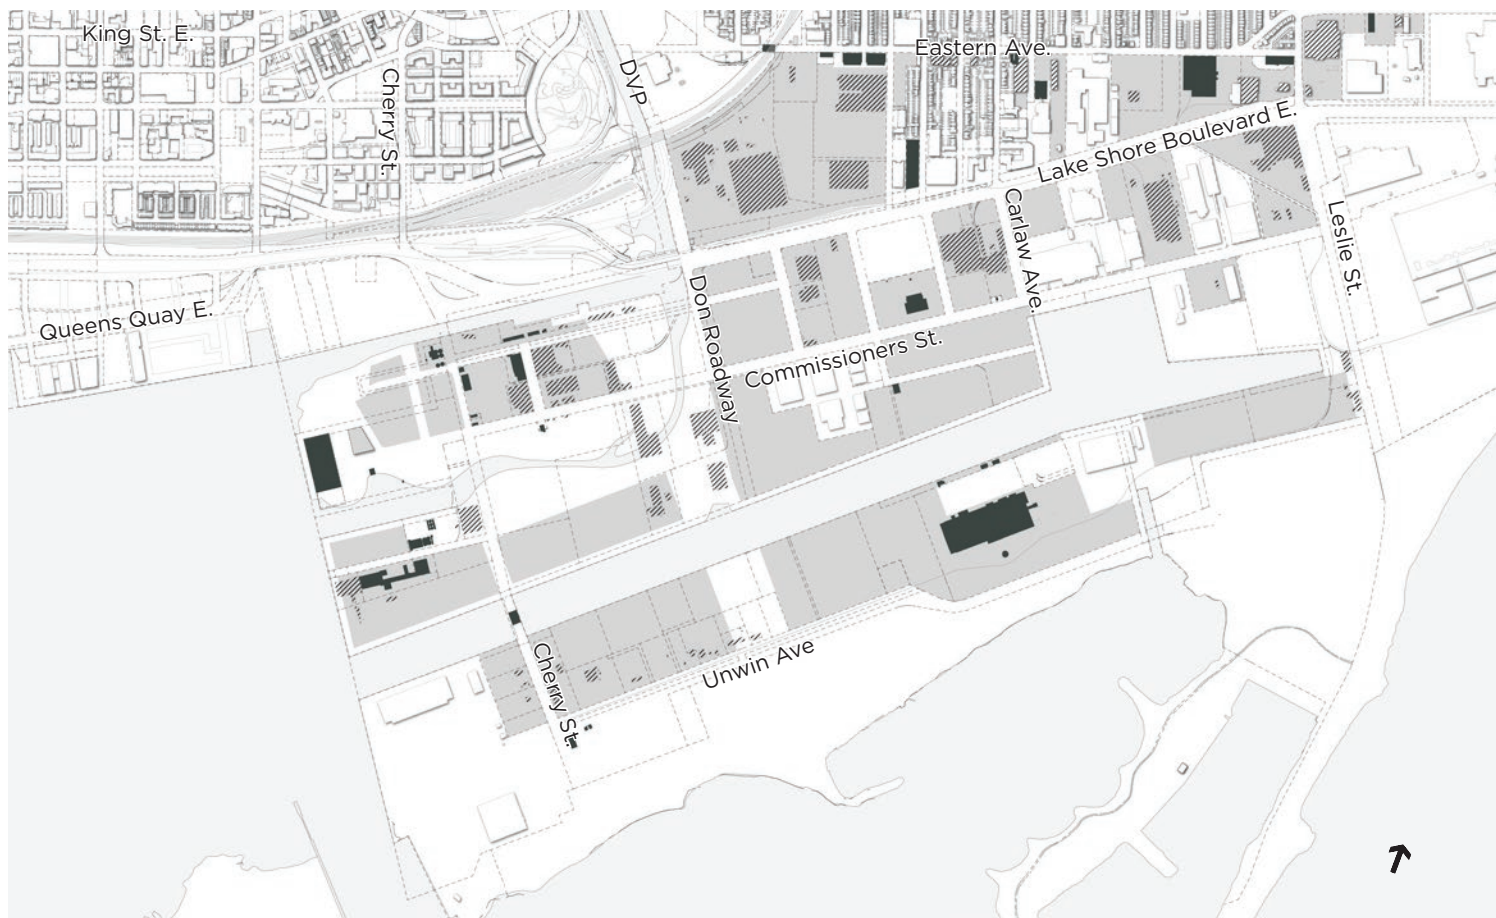 King St. E.
Eastern Ave.
DVP
Cherry St.
Lake Shore Boulevard E.
Carlaw Ave.
Leslie St.
Queens Quay E.
Don Roadway
Commissioners St.
Cherry St.
Unwin Ave